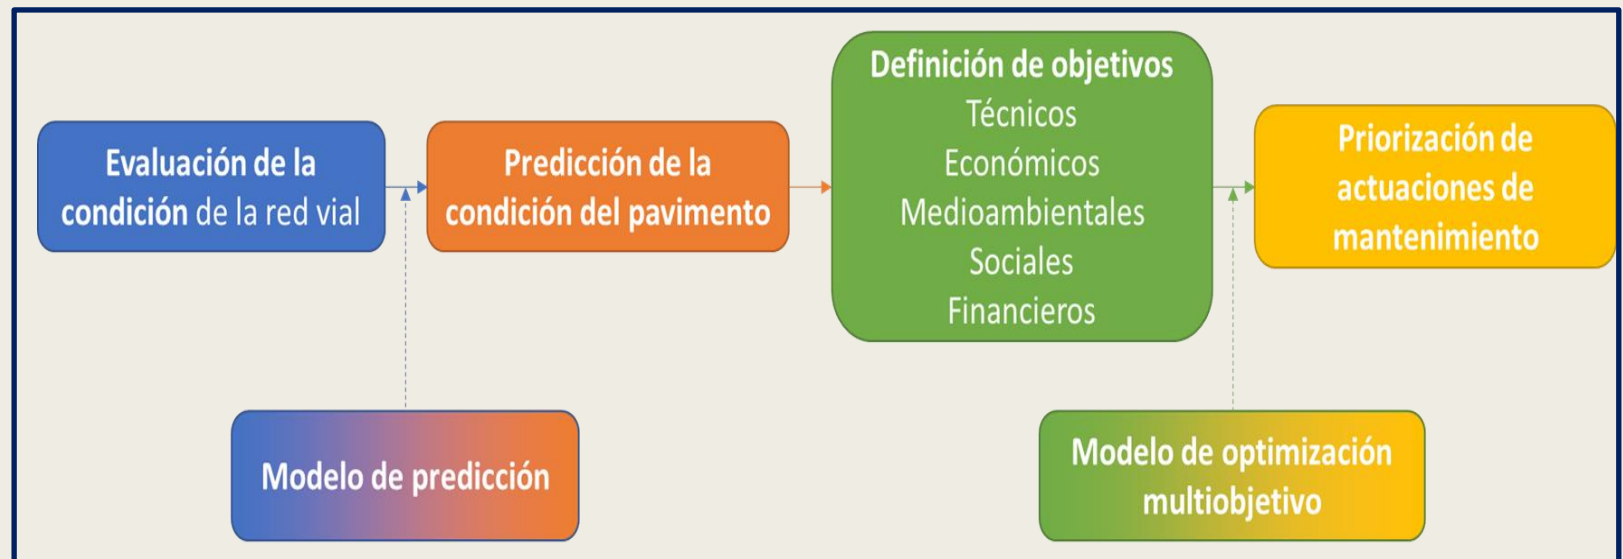 Evaluación de la
condición de la red vial
Predicción de la
condición del pavimento
Definición de objetivos
Técnicos
Económicos
Medioambientales
Sociales
Financieros
Priorización de
actuaciones de
mantenimiento
Modelo de predicción
Modelo de optimización
multiobjetivo